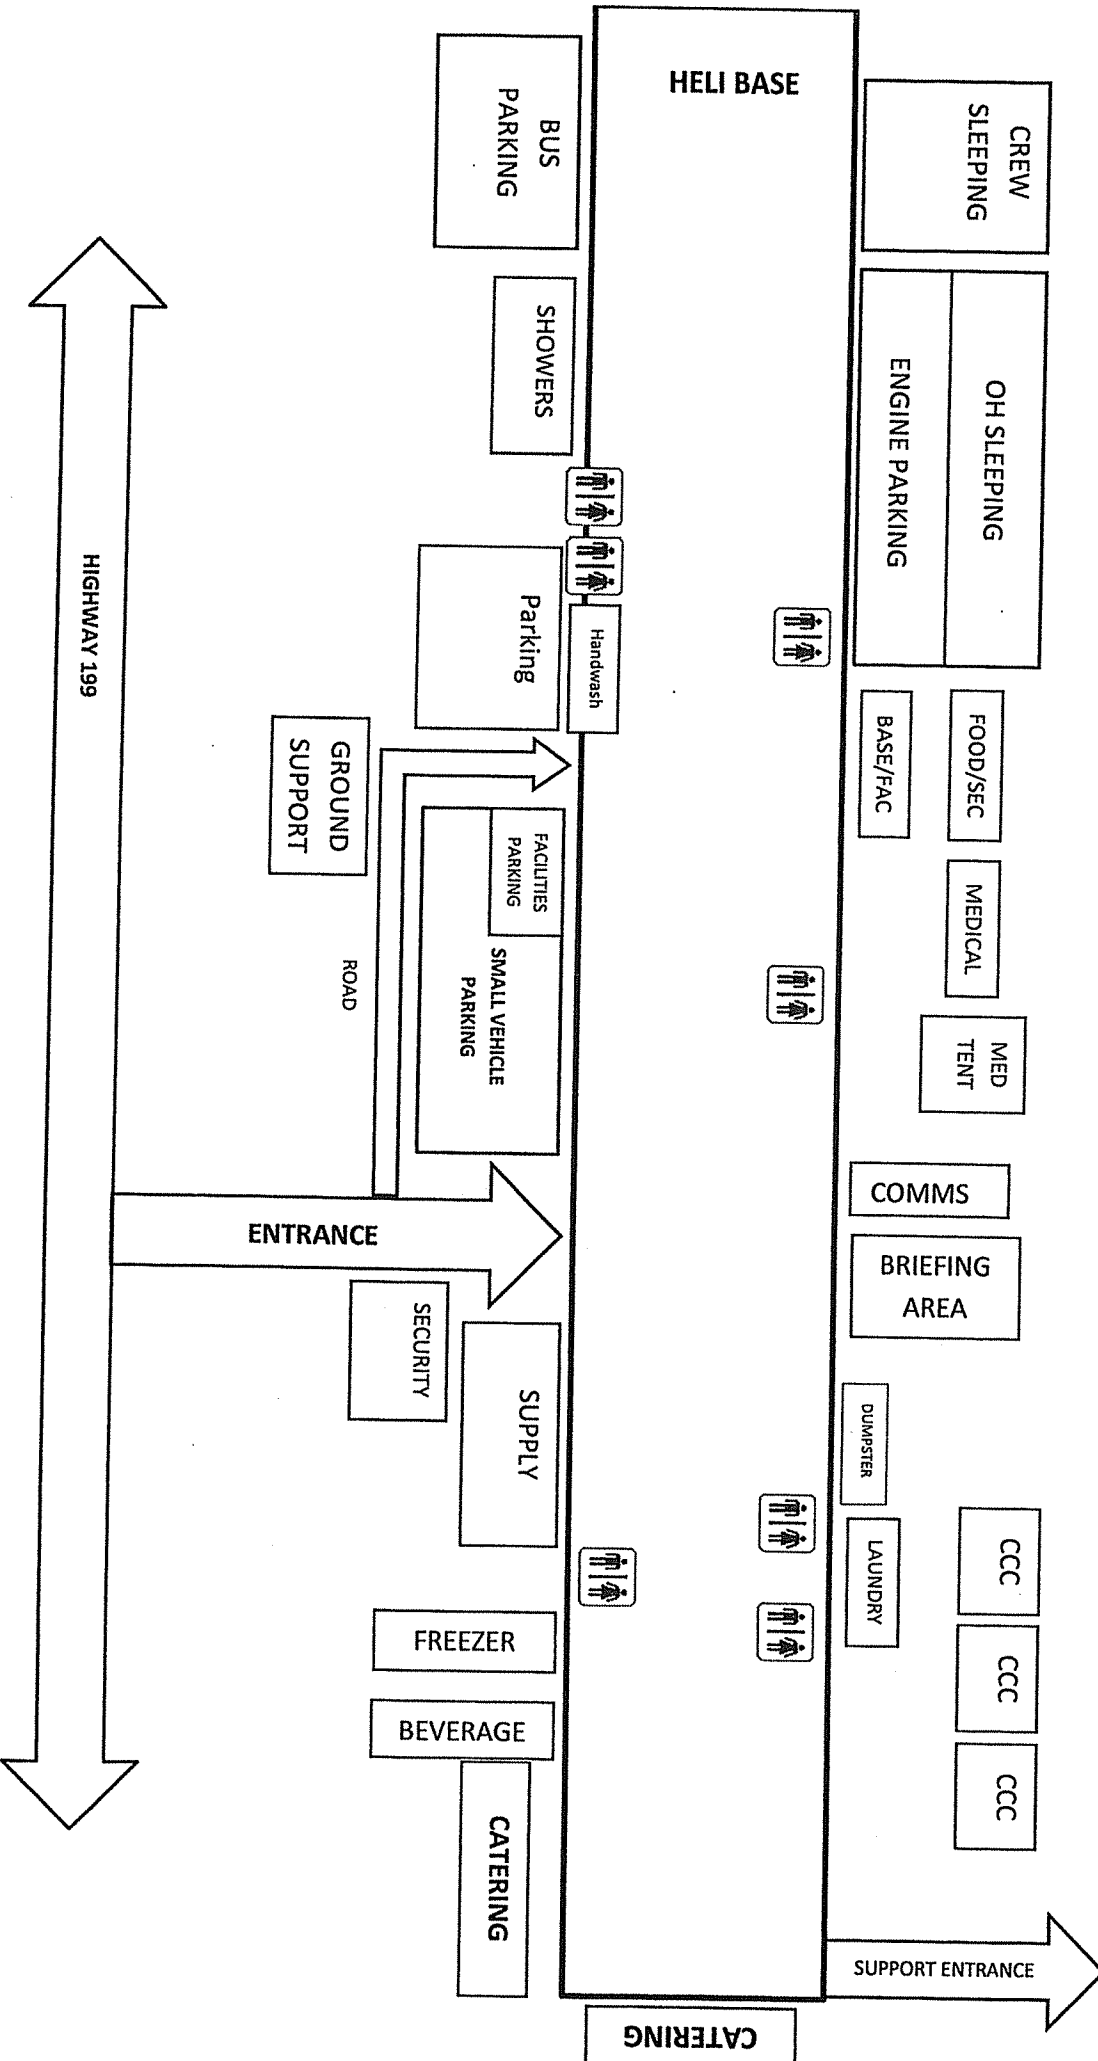 HELI BASE
CREW
SLEEPING
BUS
PARKING
OH SLEEPING
ENGINE PARKING
SHOWERS
Parking
Handwash
HIGHWAY 199
GROUND
SUPPORT
FOOD/SEC
BASE/FAC
FACILITIES
PARKING
SMALL VEHICLE
PARKING
MEDICAL
MED
TENT
ROAD
COMMS
ENTRANCE
BRIEFING
AREA
SECURITY
SUPPLY
DUMPSTER
LAUNDRY
CCC
CCC
CCC
FREEZER
BEVERAGE
CATERING
SUPPORT ENTRANCE
CATERING